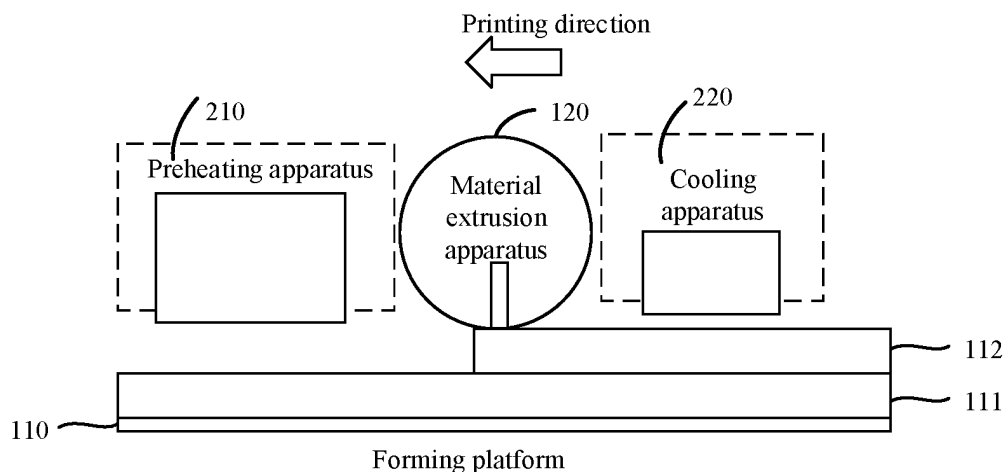 Printing direction
210
120
220
Preheating apparatus
Material
extrusion
apparatus
Cooling
apparatus
112
111
110
Forming platform